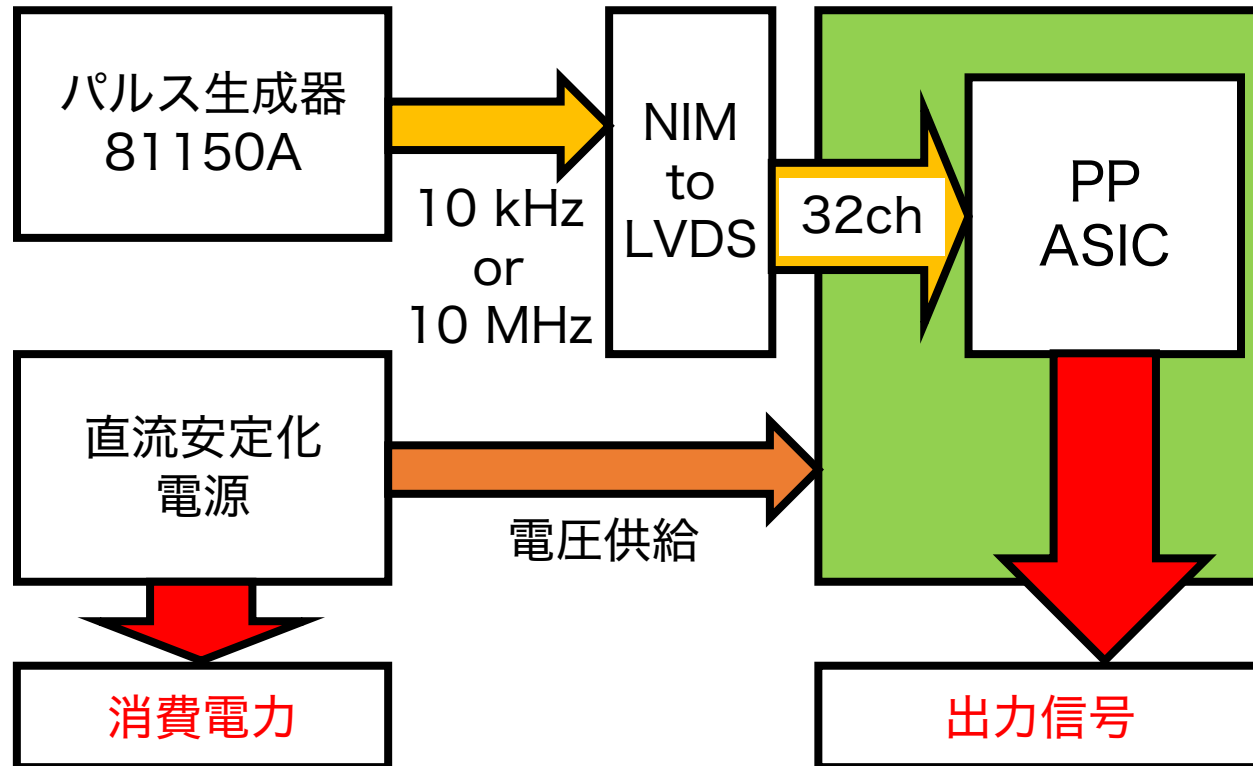 パルス生成器
81150A
10 kHz
or
10 MHz
NIM
to
LVDS
32ch
PP
ASIC
直流安定化
電源
電圧供給
消費電力
出力信号